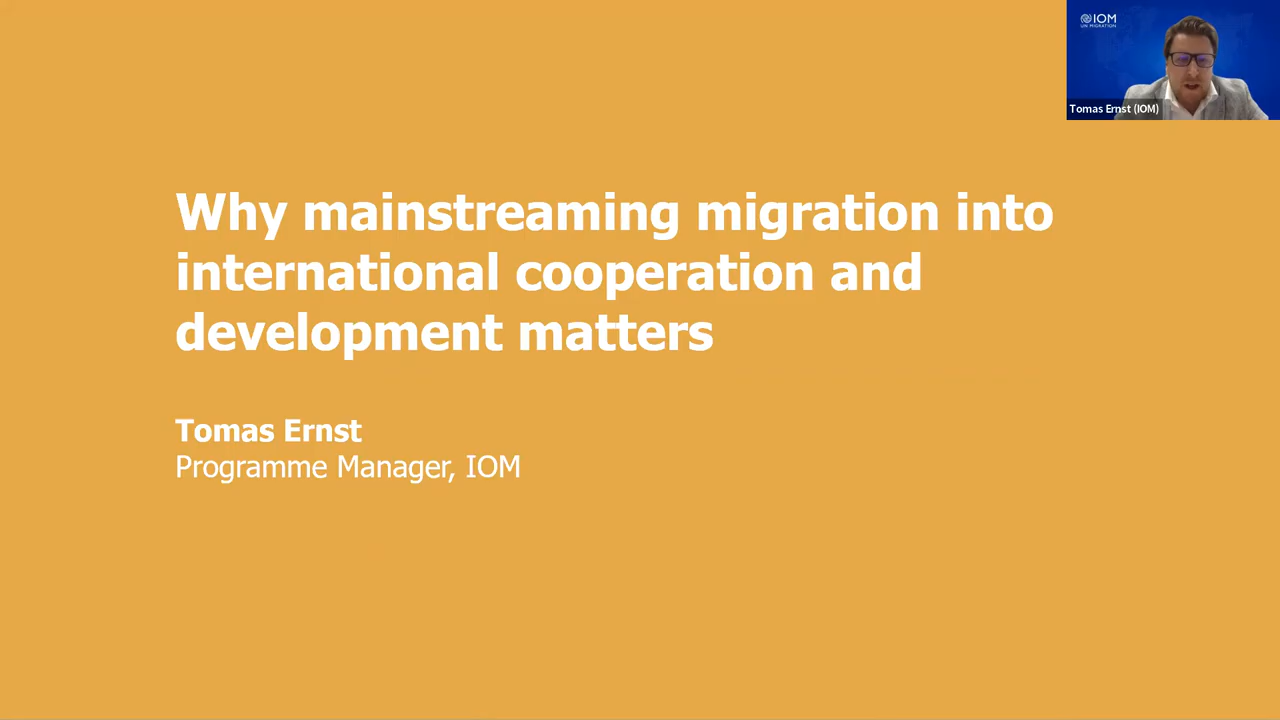 IOM
UN MIGRATION
Tomas Ernst (IOM)
Why mainstreaming migration into
international cooperation and
development matters
Tomas Ernst
Programme Manager, IOM